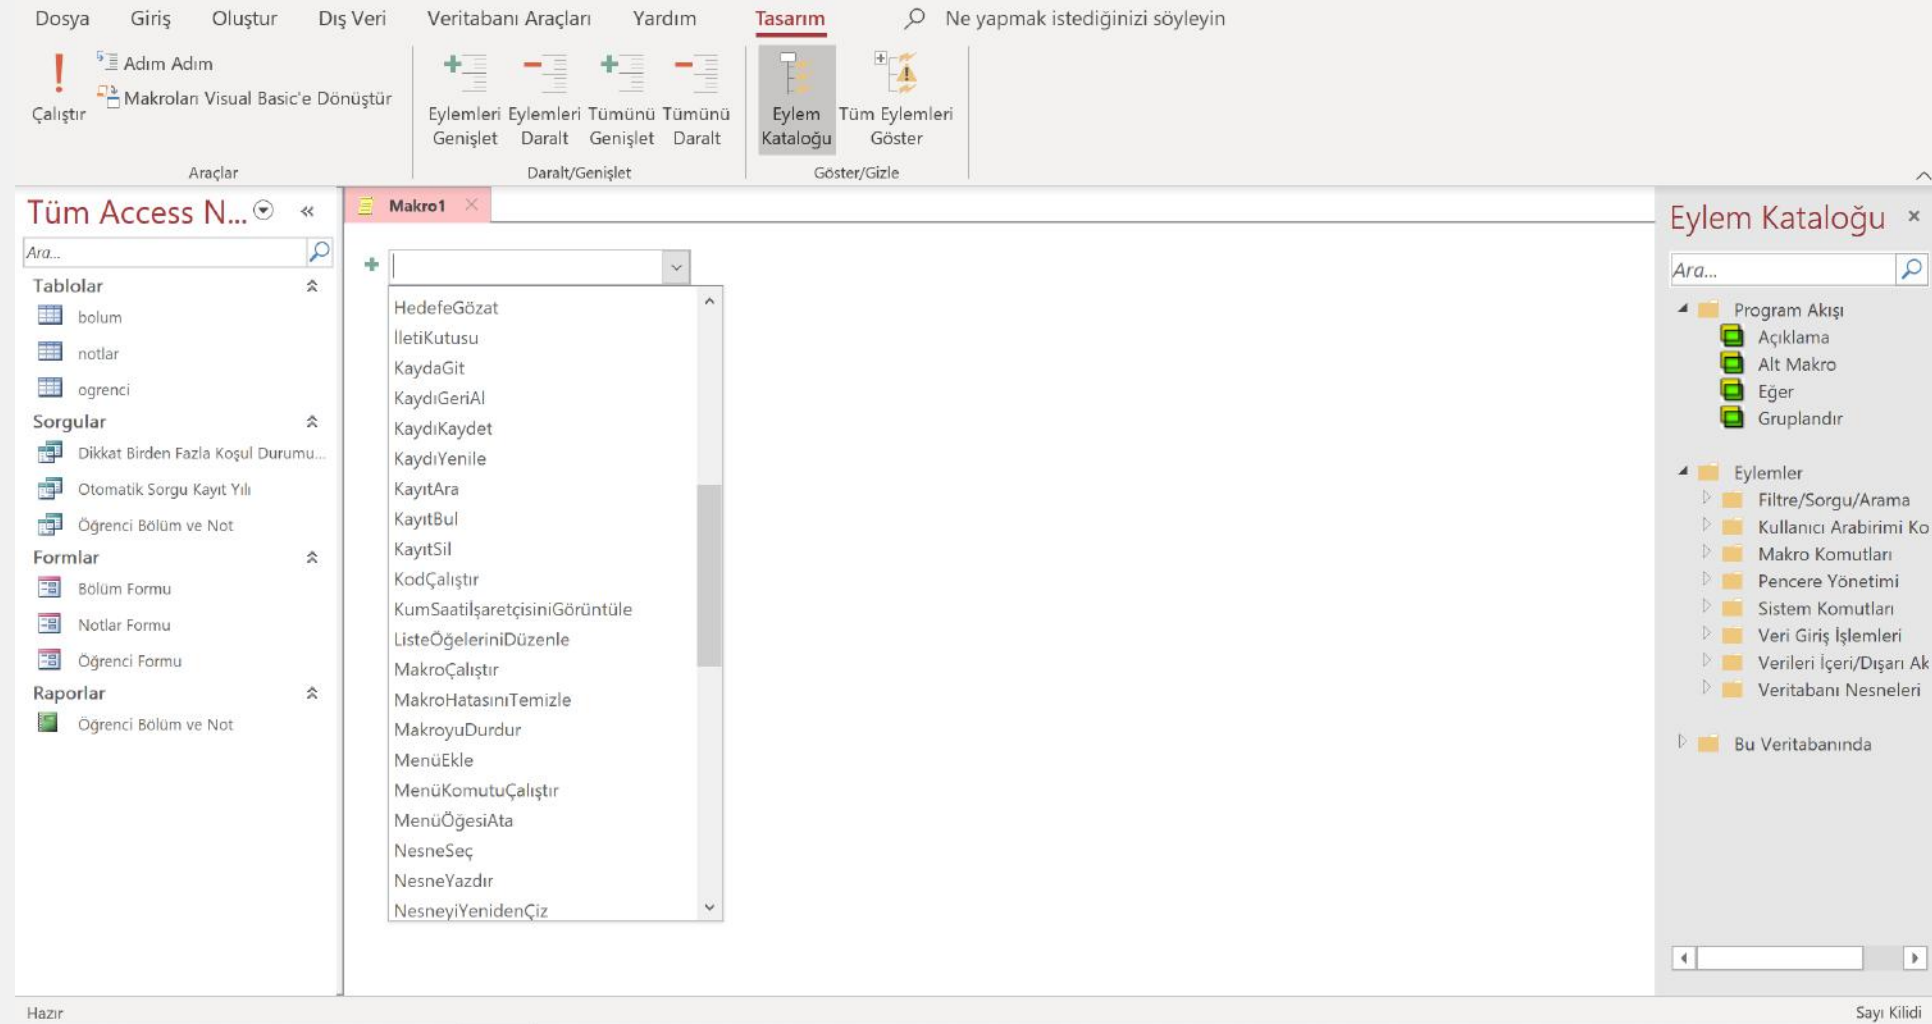 Dosya Giriş Oluştur Dış Veri Veritabanı Araçları Yardım Tasarım Ne yapmak istediğinizi söyleyin
Çalıştır
Adım Adım
Makroları Visual Basic'e Dönüştür
Araçlar
Eylemleri Genişlet
Eylemleri Daralt
Tümünü Genişlet
Tümünü Daralt
Daralt/Genişlet
Eylem Kataloğu
Tüm Eylemleri Göster
Göster/Gizle
Tüm Access N...
Ara...
Tablolar
bolum
notlar
ogrenci
Sorgular
Dikkat Birden Fazla Koşul Durumu...
Otomatik Sorgu Kayıt Yılı
Öğrenci Bölüm ve Not
Formlar
Bölüm Formu
Notlar Formu
Öğrenci Formu
Raporlar
Öğrenci Bölüm ve Not
Makro1
HedefeGözat
İletiKutusu
KaydaGit
KaydıGeriAl
KaydıKaydet
KaydıYenile
KayıtAra
KayıtBul
KayıtSil
KodÇalıştır
KumSaatiİşaretçisiniGörüntüle
ListeÖğeleriniDüzenle
MakroÇalıştır
MakroHatasınıTemizle
MakroyuDurdur
MenüEkle
MenüKomutuÇalıştır
MenüÖğesiAta
NesneSeç
NesneYazdır
NesneyiYenidenÇiz
Eylem Kataloğu
Ara...
Program Akışı
Açıklama
Alt Makro
Eğer
Gruplandır
Eylemler
Filtre/Sorgu/Arama
Kullanıcı Arabirimi Ko
Makro Komutları
Pencere Yönetimi
Sistem Komutları
Veri Giriş İşlemleri
Verileri İçeri/Dışarı Ak
Veritabanı Nesneleri
Bu Veritabanında
Hazır
Sayı Kilidi